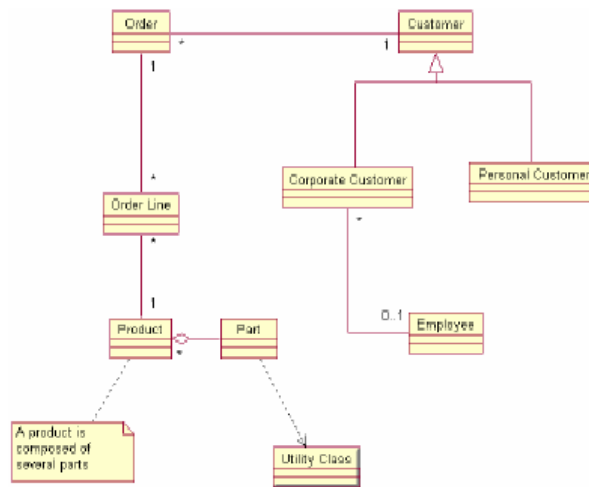 Order
Customer
*
1
1
*
Corporate Customer
Personal Customer
Order Line
*
*
1
0..1
Employee
Product
Part
*
A product is
composed of
several parts
Utility Class